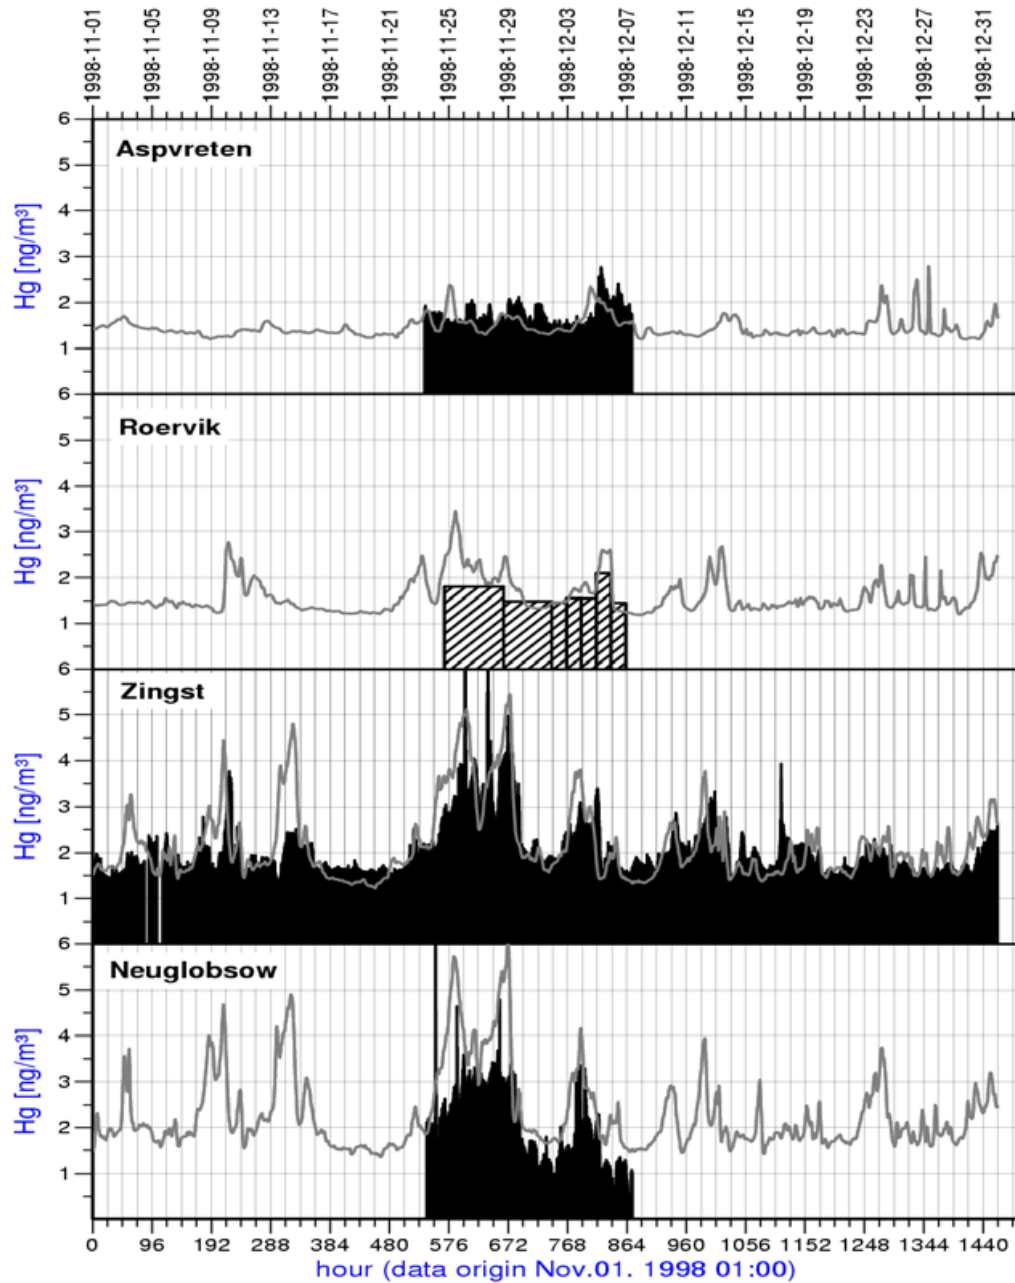 1998-11-01 1998-11-05 1998-11-09 1998-11-13 1998-11-17 1998-11-21 1998-11-25 1998-11-29 1998-12-03 1998-12-07 1998-12-11 1998-12-15 1998-12-19 1998-12-23 1998-12-27 1998-12-31
6
Aspvreten
5
4
Hg [ng/m³]
3
2
1
6
Roervik
5
4
Hg [ng/m³]
3
2
1
6
Zingst
5
4
Hg [ng/m³]
3
2
1
6
Neuglobsow
5
4
Hg [ng/m³]
3
2
1
0 96 192 288 384 480 576 672 768 864 960 1056 1152 1248 1344 1440
hour (data origin Nov.01. 1998 01:00)